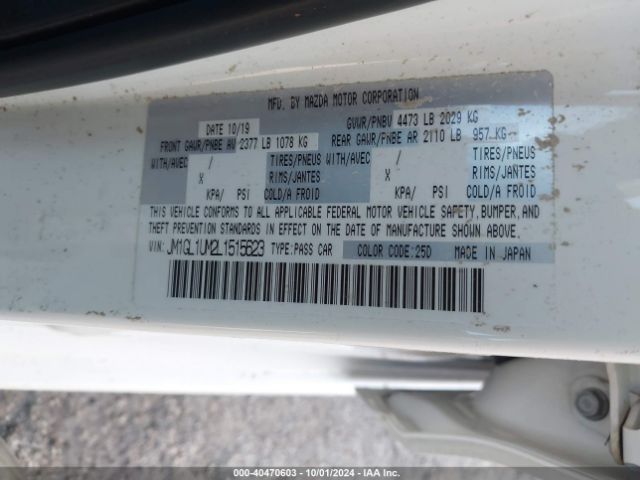 MFD. BY MAZDA MOTOR CORPORATION
DATE 10/19 GVWR/PNBV 4473 LB 2029 KG
FRONT GAWR/PNBE AV 2377 LB 1078 KG REAR GAWR/PNBE AR 2110 LB 957 KG
WITH/AVEC / TIRES/PNEUS WITH/AVEC / TIRES/PNEUS
X RIMS/JANTES X RIMS/JANTES
KPA/ PSI COLD/A FROID KPA/ PSI COLD/A FROID
THIS VEHICLE CONFORMS TO ALL APPLICABLE FEDERAL MOTOR VEHICLE SAFETY, BUMPER, AND
THEFT PREVENTION STANDARDS IN EFFECT ON THE DATE OF MANUFACTURE SHOWN ABOVE.
VIN: JM1GL1UM2L1515623 TYPE:PASS CAR COLOR CODE:25D MADE IN JAPAN
000-40470603 - 10/01/2024 - IAA Inc.